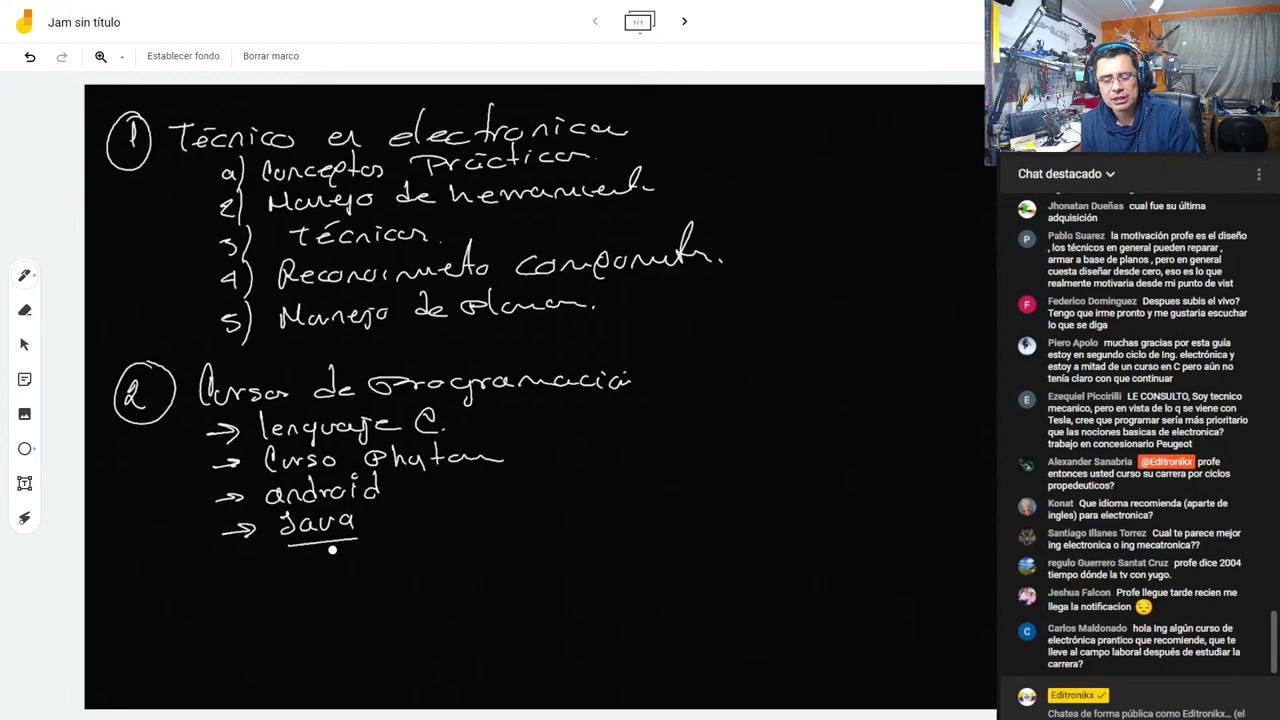 Jam sin título
1/1
Establecer fondo
Borrar marco
1 Técnico en electronica
a) Conceptos Prácticos.
2) Manejo de herramienta
3) Técnicas.
4) Reconocimiento componentes.
5) Manejo de planos.
2 Cursos de programación
→ lenguaje C.
→ Curso Phyton
→ android
→ Java
Chat destacado
Jhonatan Dueñas cual fue su última
adquisición
P
Pablo Suarez la motivación profe es el diseño
, los técnicos en general pueden reparar ,
armar a base de planos , pero en general
cuesta diseñar desde cero, eso es lo que
realmente motivaria desde mi punto de vist
F
Federico Dominguez Despues subis el vivo?
Tengo que irme pronto y me gustaria escuchar
lo que se diga
Piero Apolo muchas gracias por esta guía
estoy en segundo ciclo de Ing. electrónica y
estoy a mitad de un curso en C pero aún no
tenía claro con que continuar
E
Ezequiel Piccirilli LE CONSULTO, Soy tecnico
mecanico, pero en vista de lo q se viene con
Tesla, cree que programar sería más prioritario
que las nociones basicas de electronica?
trabajo en concesionario Peugeot
Alexander Sanabria @Editronikx profe
entonces usted curso su carrera por ciclos
propedeuticos?
Konat Que idioma recomienda (aparte de
ingles) para electronica?
Santiago Illanes Torrez Cual te parece mejor
ing electronica o ing mecatronica??
regulo Guerrero Santat Cruz profe dice 2004
tiempo dónde la tv con yugo.
Jeshua Falcon Profe llegue tarde recien me
llega la notificacion 😔
C
Carlos Maldonado hola Ing algún curso de
electrónica prantico que recomiende, que te
lleve al campo laboral después de estudiar la
carrera?
Editronikx ✓
Chatea de forma pública como Editronikx... (el